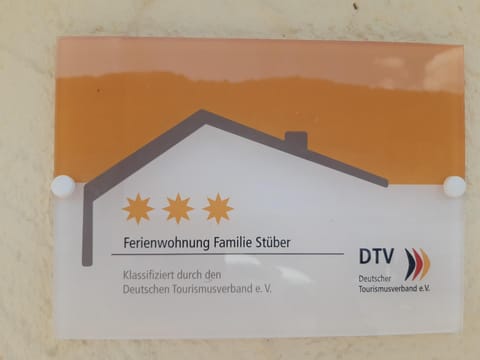 Ferienwohnung Familie Stüber
Klassifiziert durch den
Deutschen Tourismusverband e.V.
DTV
Deutscher
Tourismusverband e.V.